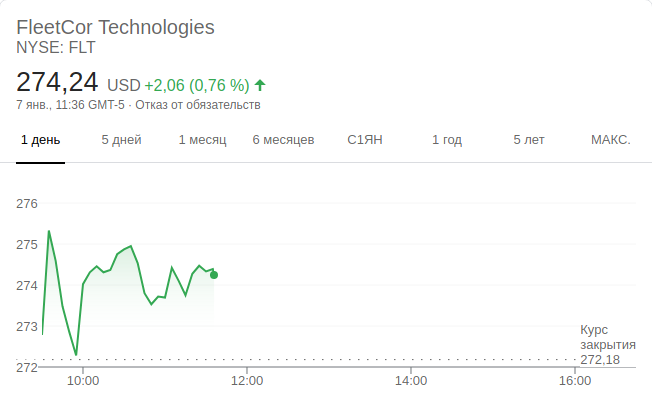 FleetCor Technologies
NYSE: FLT
274,24 USD +2,06 (0,76 %)
7 янв., 11:36 GMT-5 · Отказ от обязательств
1 день 5 дней 1 месяц 6 месяцев С1ЯН 1 год 5 лет МАКС.
276
275
274
273
Курс
закрытия
272,18
272
10:00 12:00 14:00 16:00